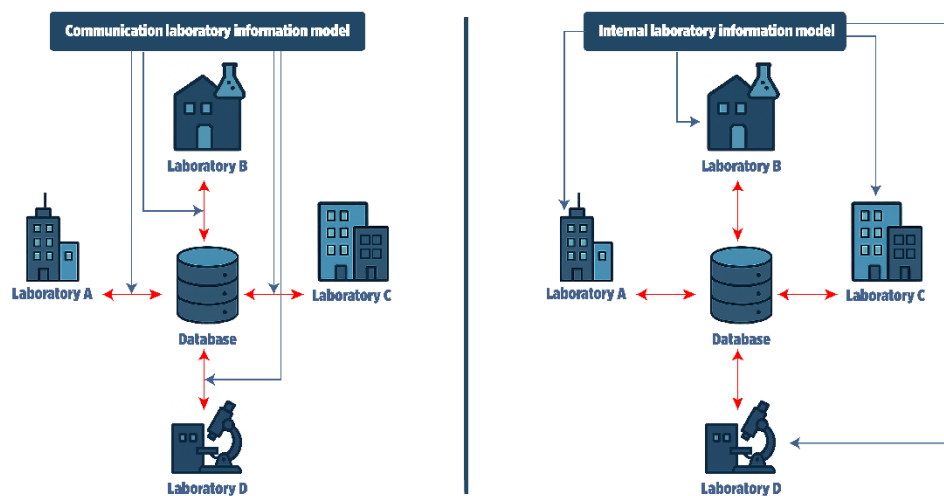 Communication laboratory information model
Laboratory B
Laboratory A
Laboratory C
Database
Laboratory D
Internal laboratory information model
Laboratory B
Laboratory A
Laboratory C
Database
Laboratory D